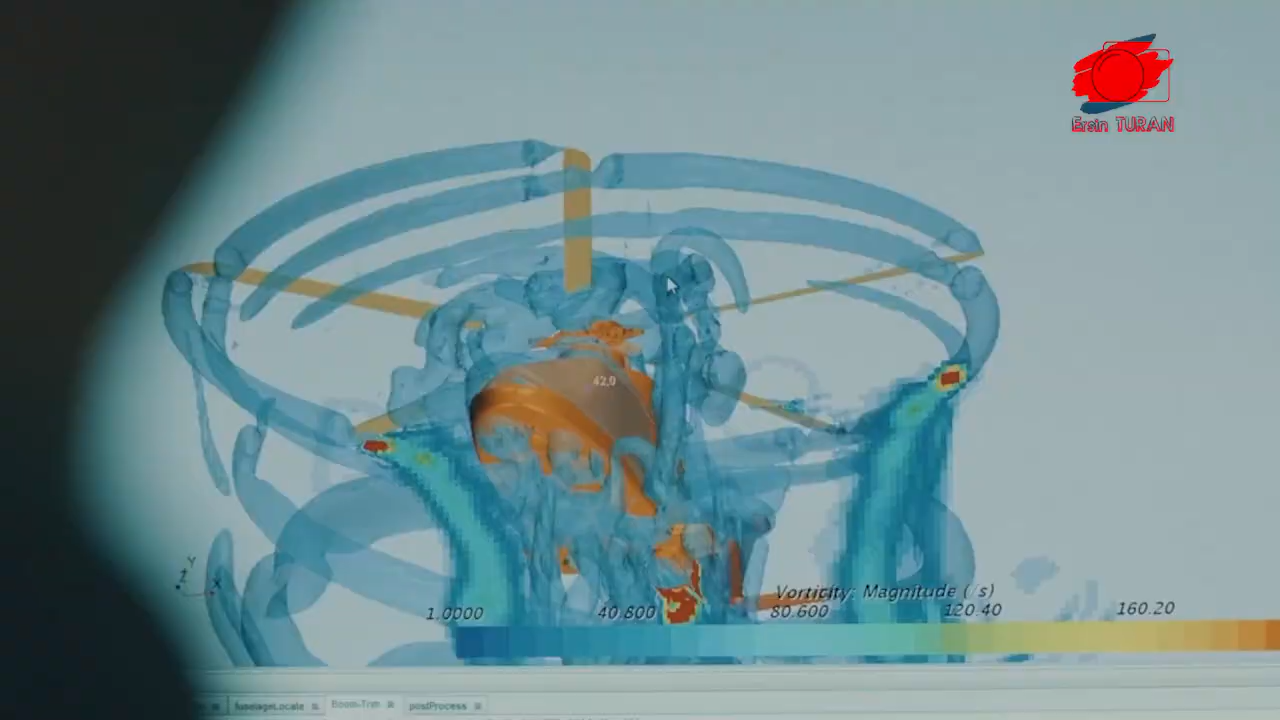 Ersin TURAN
42,0
Y
Z
X
Vorticity: Magnitude (/s)
1.0000 40.800 80.600 120.40 160.20
fuselageLocale Boom-Trim postProcess